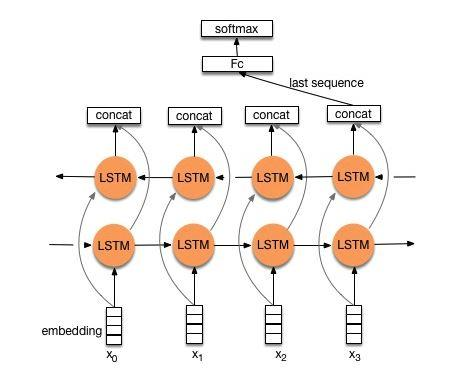 softmax
Fc
last sequence
concat concat concat concat
LSTM LSTM LSTM LSTM
LSTM LSTM LSTM LSTM
embedding
x0 x1 x2 x3